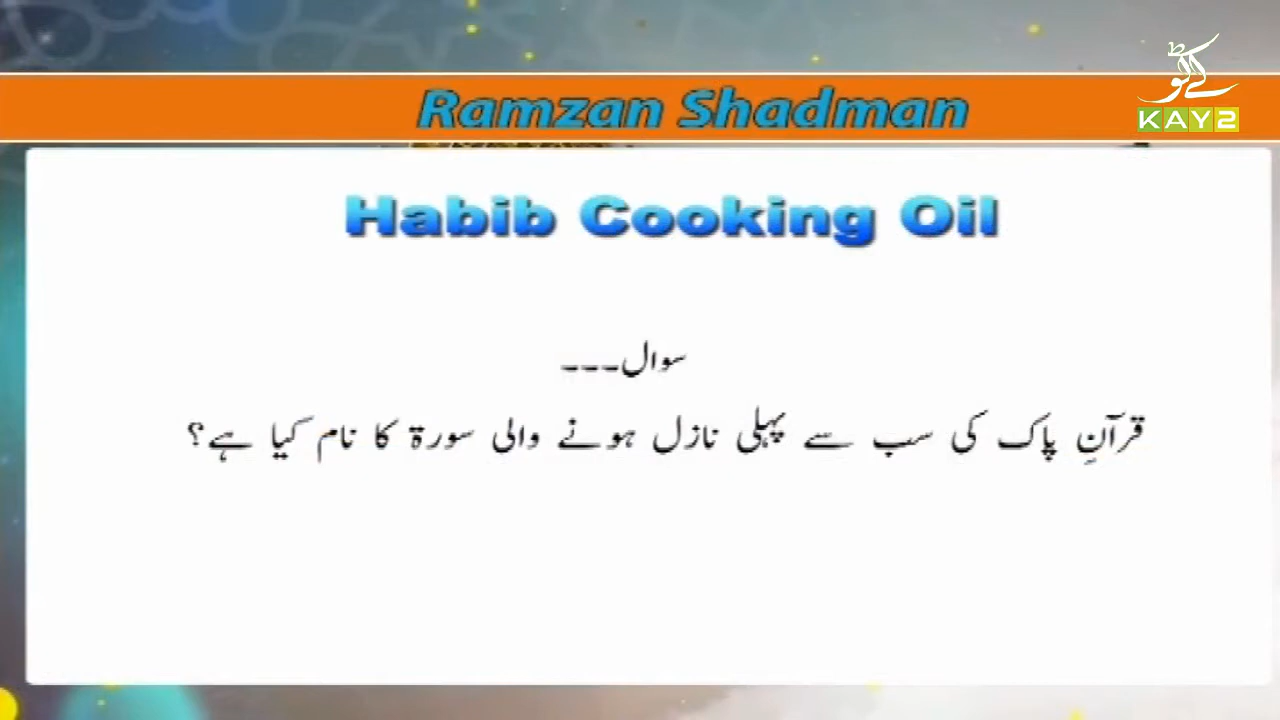 Ramzan Shadman
کےٹو
KAY2
Habib Cooking Oil
سوال۔۔۔
قرآنِ پاک کی سب سے پہلی نازل ہونے والی سورۃ کا نام کیا ہے؟